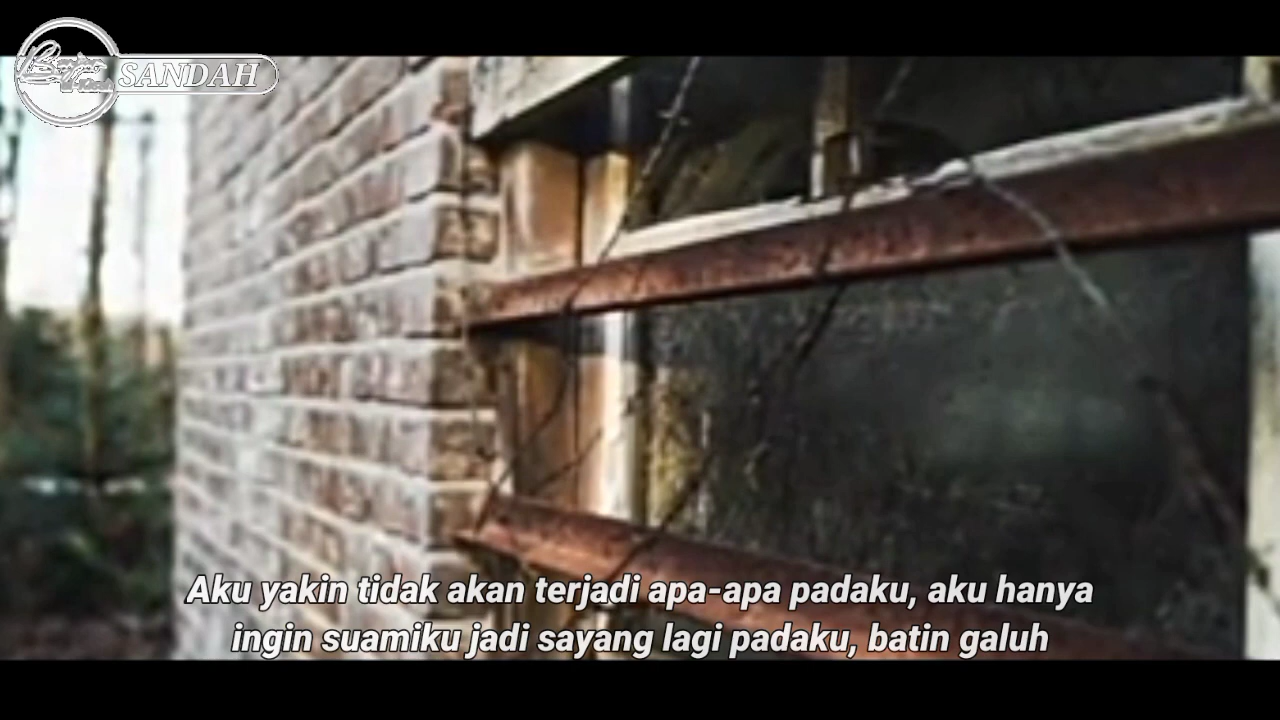 SANDAH
Aku yakin tidak akan terjadi apa-apa padaku, aku hanya
ingin suamiku jadi sayang lagi padaku, batin galuh